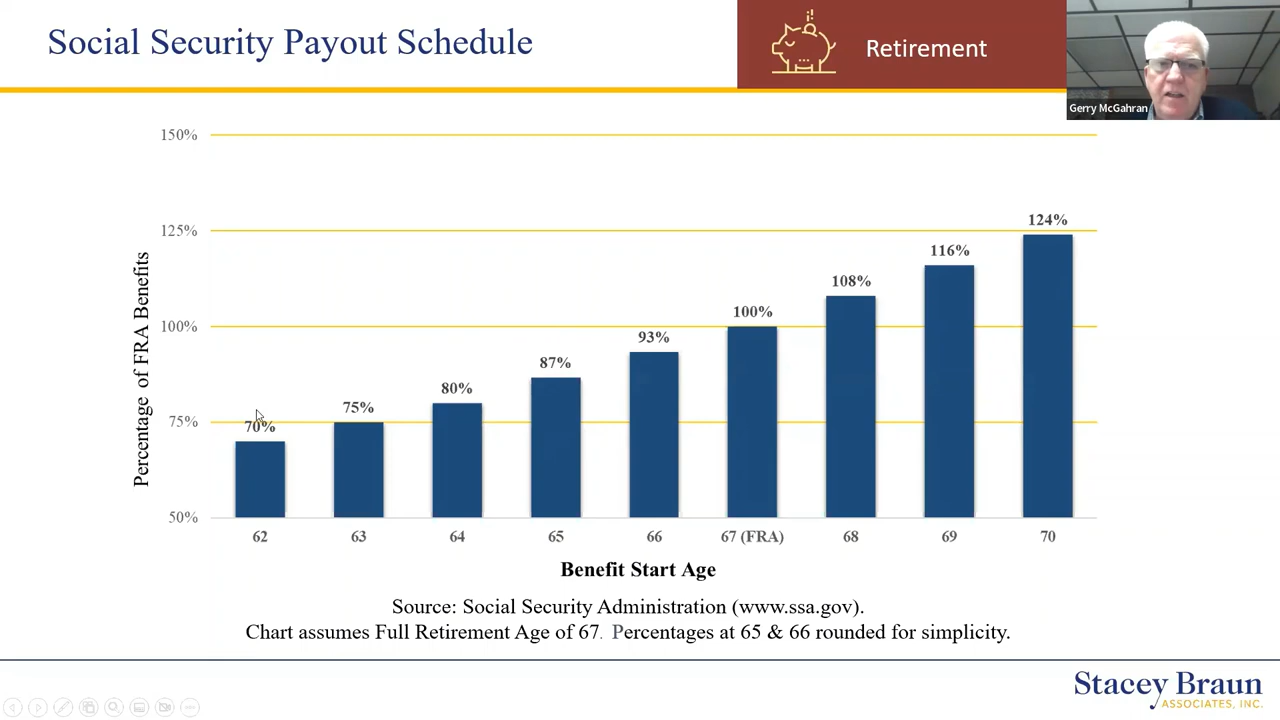 Social Security Payout Schedule
Retirement
Gerry McGahran
150%
125%
100%
75%
50%
Percentage of FRA Benefits
70%
75%
80%
87%
93%
100%
108%
116%
124%
62
63
64
65
66
67 (FRA)
68
69
70
Benefit Start Age
Source: Social Security Administration (www.ssa.gov).
Chart assumes Full Retirement Age of 67. Percentages at 65 & 66 rounded for simplicity.
Stacey Braun
ASSOCIATES, INC.